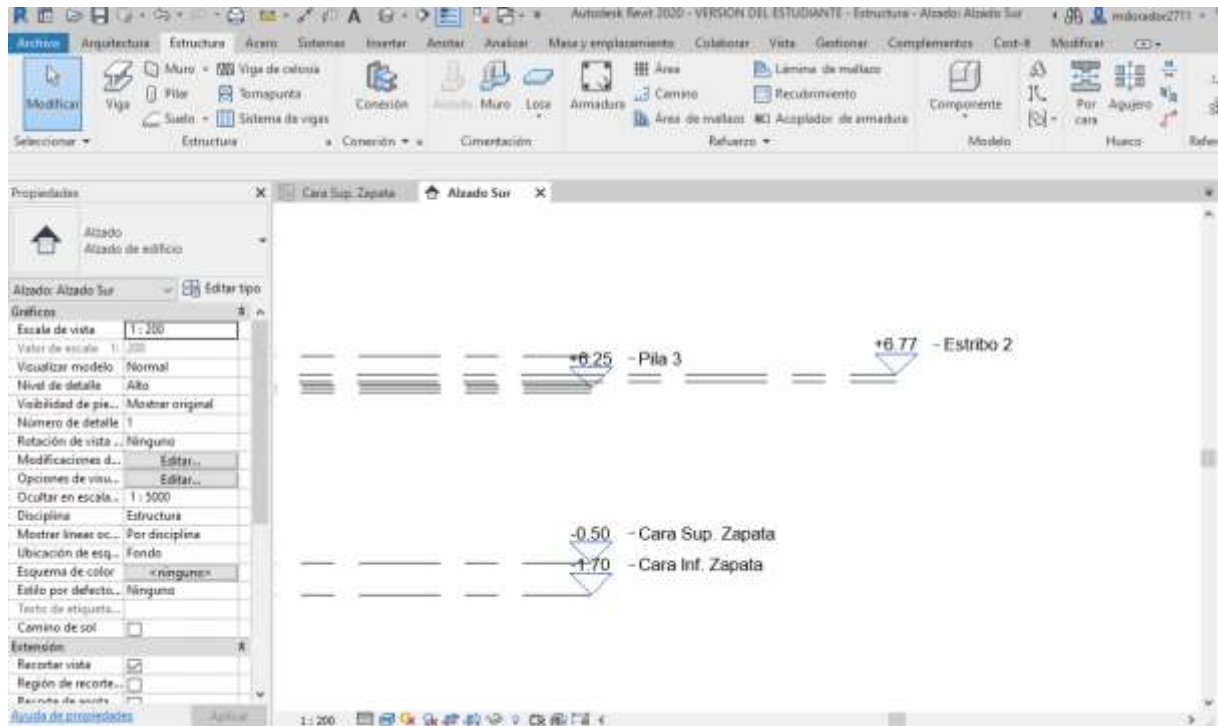 Autodesk Revit 2020 - VERSIÓN DEL ESTUDIANTE - Estructura - Alzado: Alzado Sur
mdorador2711
Archivo Arquitectura Estructura Acero Sistemas Insertar Anotar Analizar Masa y emplazamiento Colaborar Vista Gestionar Complementos Cost-It Modificar
Modificar
Viga
Muro
Pilar
Suelo
Viga de celosía
Tornapunta
Sistema de vigas
Conexión
Muro
Losa
Armadura
Área
Camino
Área de mallazo
Lámina de mallazo
Recubrimiento
Acoplador de armadura
Componente
Por cara
Agujero
Seleccionar Estructura Conexión Cimentación Refuerzo Modelo Hueco
Propiedades
Cara Sup. Zapata
Alzado Sur
Alzado
Alzado de edificio
Alzado: Alzado Sur
Editar tipo
Gráficos
Escala de vista 1 : 200
Valor de escala 1: 200
Visualizar modelo Normal
Nivel de detalle Alto
Visibilidad de pie... Mostrar original
Número de detalle 1
Rotación de vista ... Ninguno
Modificaciones d... Editar...
Opciones de visu... Editar...
Ocultar en escala... 1 : 5000
Disciplina Estructura
Mostrar líneas oc... Por disciplina
Ubicación de esq... Fondo
Esquema de color <ninguno>
Estilo por defecto... Ninguno
Texto de etiqueta...
Camino de sol
Extensión
Recortar vista
Región de recorte...
Ayuda de propiedades
Aplicar
+6.25 - Pila 3
+6.77 - Estribo 2
-0.50 - Cara Sup. Zapata
-1.70 - Cara Inf. Zapata
1 : 200